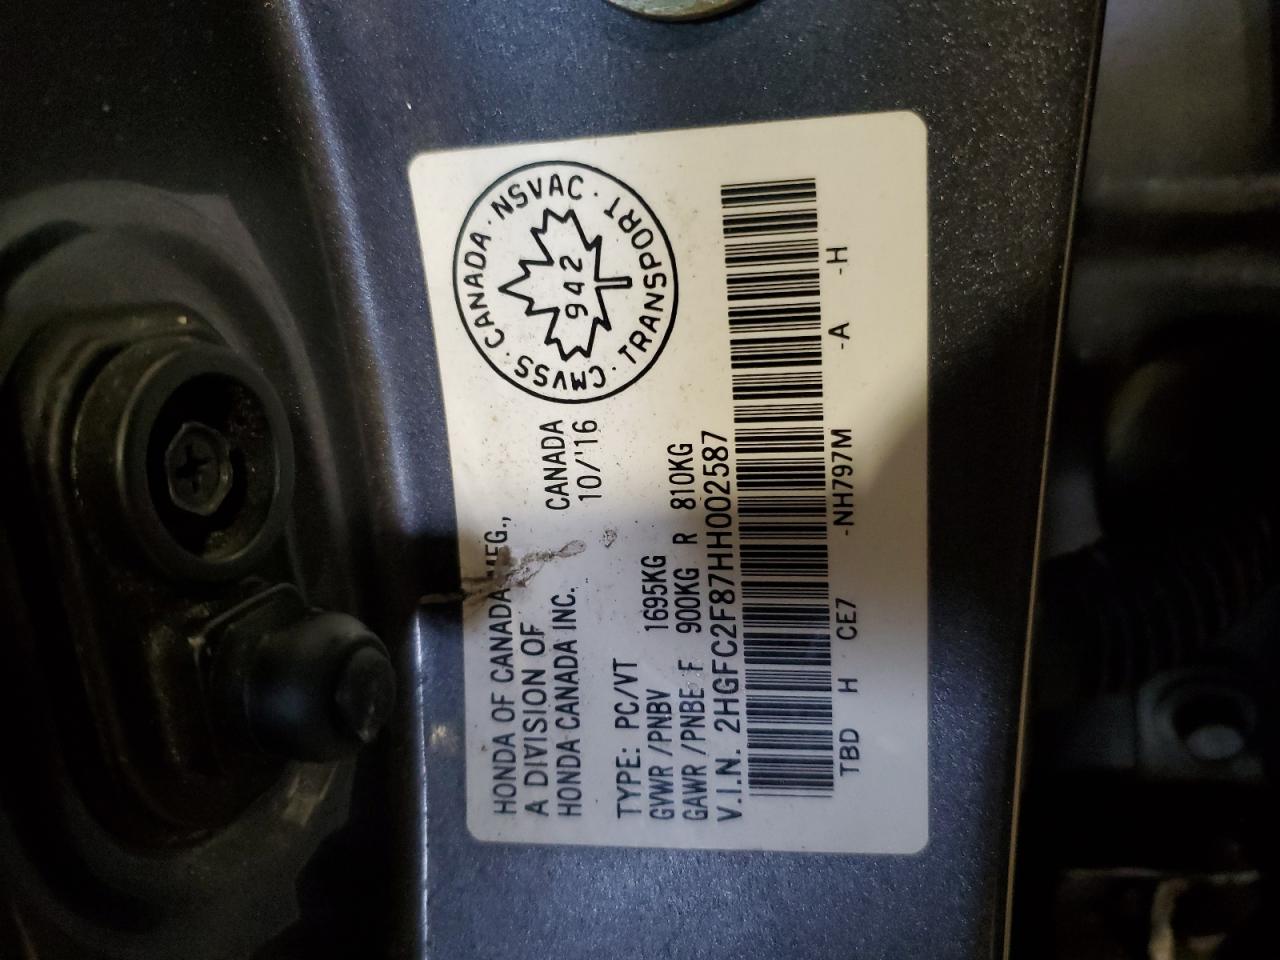 HONDA OF CANADA MFG.,
A DIVISION OF
HONDA CANADA INC.
CANADA
10/'16
CMVSS · CANADA · NSVAC ·
TRANSPORT
942
TYPE: PC/VT
GVWR/PNBV 1695KG
GAWR/PNBE F 900KG R 810KG
V.I.N. 2HGFC2F87HH002587
TBD H CE7 -NH797M -A -H